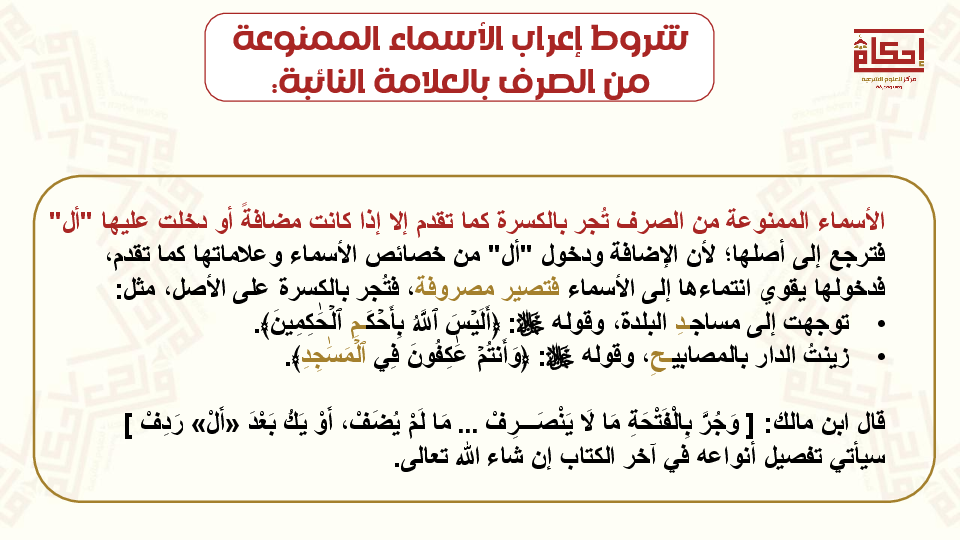 شروط إعراب الأسماء الممنوعة
من الصرف بالعلامة النائبة:
إحكام
مركز للعلوم الشرعية
الأسماء الممنوعة من الصرف تُجر بالكسرة كما تقدم إلا إذا كانت مضافةً أو دخلت عليها "أل"
فترجع إلى أصلها؛ لأن الإضافة ودخول "أل" من خصائص الأسماء وعلاماتها كما تقدم،
فدخولها يقوي انتماءها إلى الأسماء فتصير مصروفة، فتُجر بالكسرة على الأصل، مثل:
• توجهت إلى مساجـدِ البلدة، وقوله ﷻ: ﴿أَلَيۡسَ ٱللَّهُ بِأَحۡكَـمِ ٱلۡحَٰكِمِينَ﴾.
• زينتُ الدار بالمصابيـحِ، وقوله ﷻ: ﴿وَأَنتُمۡ عَٰكِفُونَ فِي ٱلۡمَسَٰجِدِ﴾.
قال ابن مالك: [ وَجُرَّ بِالْفَتْحَةِ مَا لَا يَنْصَـــرِفْ ... مَا لَمْ يُضَفْ، أَوْ يَكُ بَعْدَ «أَلْ» رَدِفْ ]
سيأتي تفصيل أنواعه في آخر الكتاب إن شاء الله تعالى.